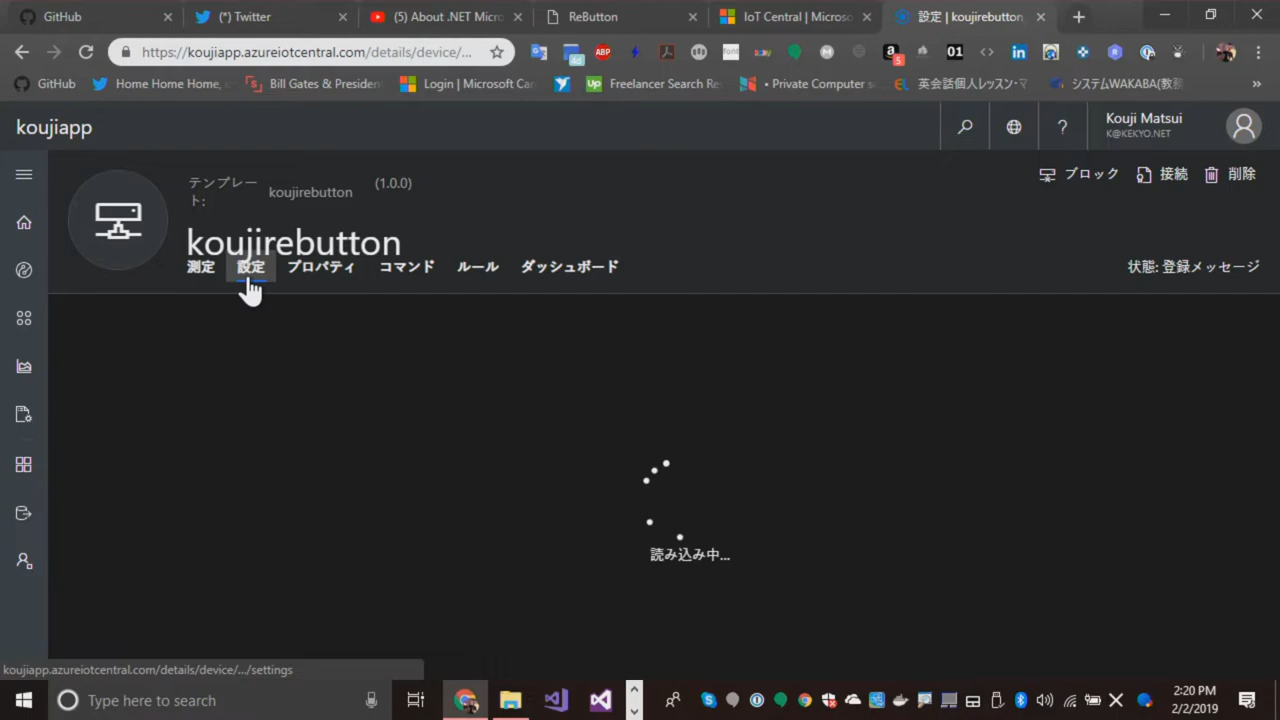 GitHub
(*) Twitter
(5) About .NET Micro
ReButton
IoT Central | Microso
設定 | koujirebutton
https://koujiapp.azureiotcentral.com/details/device/...
GitHub
Home Home Home,
Bill Gates & President
Login | Microsoft
Freelancer Search Re
• Private Computer
英会話個人レッスン-マ
システムWAKABA(教務
»
koujiapp
Kouji Matsui
K@KEKYO.NET
テンプレー
ト:
koujirebutton
(1.0.0)
ブロック
接続
削除
koujirebutton
測定
設定
プロパティ
コマンド
ルール
ダッシュボード
状態: 登録メッセージ
読み込み中...
koujiapp.azureiotcentral.com/details/device/.../settings
Type here to search
2:20 PM
2/2/2019